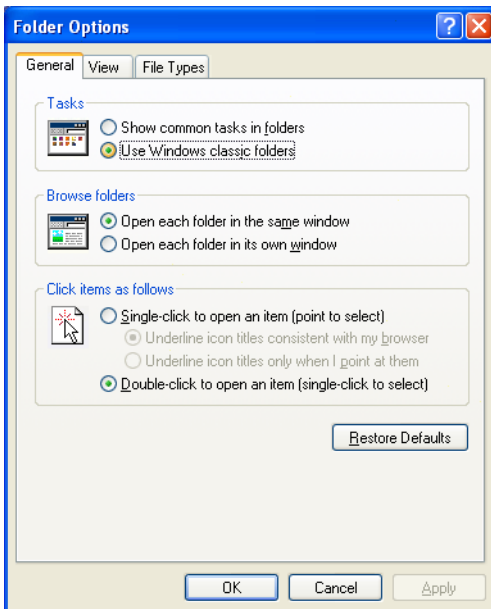 Folder Options
General View File Types
Tasks
Show common tasks in folders
Use Windows classic folders
Browse folders
Open each folder in the same window
Open each folder in its own window
Click items as follows
Single-click to open an item (point to select)
Underline icon titles consistent with my browser
Underline icon titles only when I point at them
Double-click to open an item (single-click to select)
Restore Defaults
OK Cancel Apply